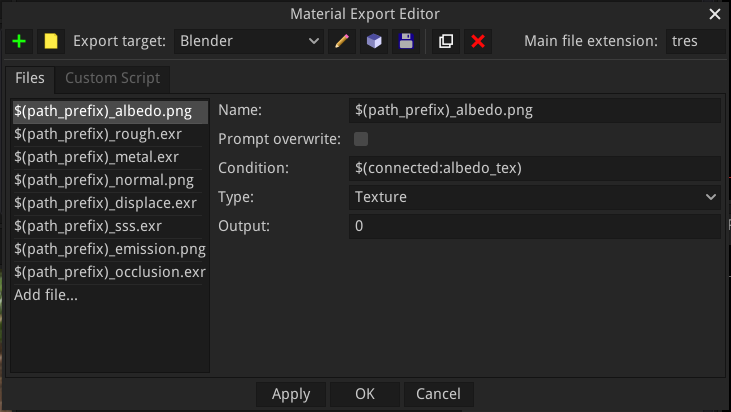 Material Export Editor
Export target: Blender Main file extension: tres
Files Custom Script
$(path_prefix)_albedo.png
$(path_prefix)_rough.exr
$(path_prefix)_metal.exr
$(path_prefix)_normal.png
$(path_prefix)_displace.exr
$(path_prefix)_sss.exr
$(path_prefix)_emission.png
$(path_prefix)_occlusion.exr
Add file...
Name: $(path_prefix)_albedo.png
Prompt overwrite:
Condition: $(connected:albedo_tex)
Type: Texture
Output: 0
Apply OK Cancel